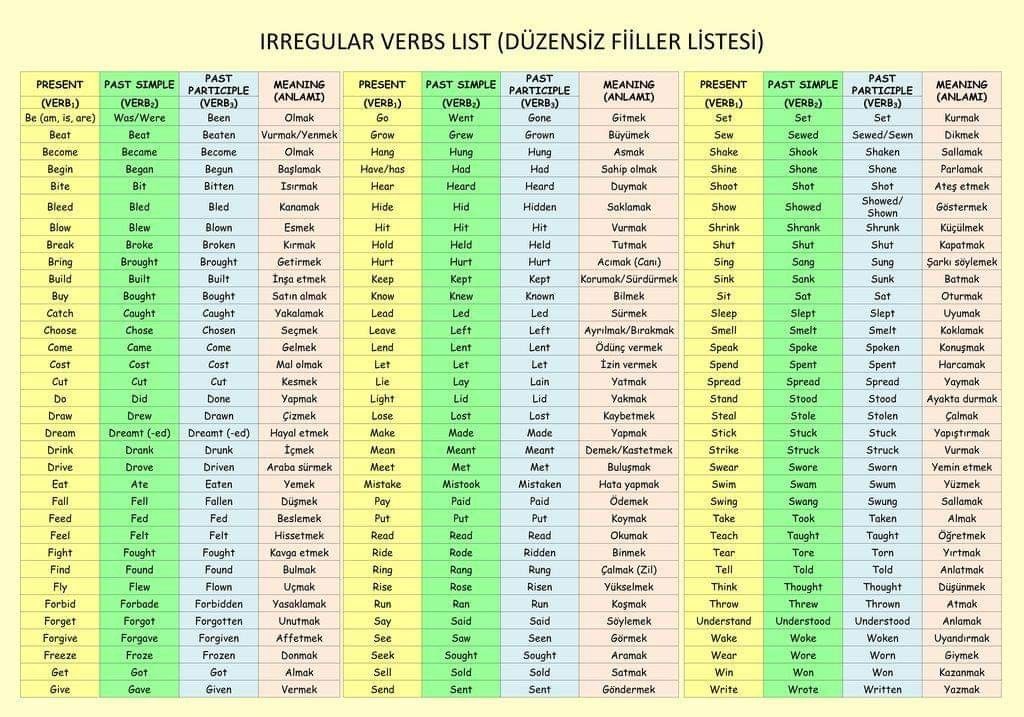 IRREGULAR VERBS LIST (DÜZENSİZ FİİLLER LİSTESİ)
PRESENT PAST SIMPLE PAST PARTICIPLE MEANING (ANLAMI)
(VERB₁) (VERB₂) (VERB₃)
Be (am, is, are) Was/Were Been Olmak
Beat Beat Beaten Vurmak/Yenmek
Become Became Become Olmak
Begin Began Begun Başlamak
Bite Bit Bitten Isırmak
Bleed Bled Bled Kanamak
Blow Blew Blown Esmek
Break Broke Broken Kırmak
Bring Brought Brought Getirmek
Build Built Built İnşa etmek
Buy Bought Bought Satın almak
Catch Caught Caught Yakalamak
Choose Chose Chosen Seçmek
Come Came Come Gelmek
Cost Cost Cost Mal olmak
Cut Cut Cut Kesmek
Do Did Done Yapmak
Draw Drew Drawn Çizmek
Dream Dreamt (-ed) Dreamt (-ed) Hayal etmek
Drink Drank Drunk İçmek
Drive Drove Driven Araba sürmek
Eat Ate Eaten Yemek
Fall Fell Fallen Düşmek
Feed Fed Fed Beslemek
Feel Felt Felt Hissetmek
Fight Fought Fought Kavga etmek
Find Found Found Bulmak
Fly Flew Flown Uçmak
Forbid Forbade Forbidden Yasaklamak
Forget Forgot Forgotten Unutmak
Forgive Forgave Forgiven Affetmek
Freeze Froze Frozen Donmak
Get Got Got Almak
Give Gave Given Vermek
PRESENT PAST SIMPLE PAST PARTICIPLE MEANING (ANLAMI)
(VERB₁) (VERB₂) (VERB₃)
Go Went Gone Gitmek
Grow Grew Grown Büyümek
Hang Hung Hung Asmak
Have/has Had Had Sahip olmak
Hear Heard Heard Duymak
Hide Hid Hidden Saklamak
Hit Hit Hit Vurmak
Hold Held Held Tutmak
Hurt Hurt Hurt Acımak (Canı)
Keep Kept Kept Korumak/Sürdürmek
Know Knew Known Bilmek
Lead Led Led Sürmek
Leave Left Left Ayrılmak/Bırakmak
Lend Lent Lent Ödünç vermek
Let Let Let İzin vermek
Lie Lay Lain Yatmak
Light Lid Lid Yakmak
Lose Lost Lost Kaybetmek
Make Made Made Yapmak
Mean Meant Meant Demek/Kastetmek
Meet Met Met Buluşmak
Mistake Mistook Mistaken Hata yapmak
Pay Paid Paid Ödemek
Put Put Put Koymak
Read Read Read Okumak
Ride Rode Ridden Binmek
Ring Rang Rung Çalmak (Zil)
Rise Rose Risen Yükselmek
Run Ran Run Koşmak
Say Said Said Söylemek
See Saw Seen Görmek
Seek Sought Sought Aramak
Sell Sold Sold Satmak
Send Sent Sent Göndermek
PRESENT PAST SIMPLE PAST PARTICIPLE MEANING (ANLAMI)
(VERB₁) (VERB₂) (VERB₃)
Set Set Set Kurmak
Sew Sewed Sewed/Sewn Dikmek
Shake Shook Shaken Sallamak
Shine Shone Shone Parlamak
Shoot Shot Shot Ateş etmek
Show Showed Showed/Shown Göstermek
Shrink Shrank Shrunk Küçülmek
Shut Shut Shut Kapatmak
Sing Sang Sung Şarkı söylemek
Sink Sank Sunk Batmak
Sit Sat Sat Oturmak
Sleep Slept Slept Uyumak
Smell Smelt Smelt Koklamak
Speak Spoke Spoken Konuşmak
Spend Spent Spent Harcamak
Spread Spread Spread Yaymak
Stand Stood Stood Ayakta durmak
Steal Stole Stolen Çalmak
Stick Stuck Stuck Yapıştırmak
Strike Struck Struck Vurmak
Swear Swore Sworn Yemin etmek
Swim Swam Swum Yüzmek
Swing Swang Swung Sallamak
Take Took Taken Almak
Teach Taught Taught Öğretmek
Tear Tore Torn Yırtmak
Tell Told Told Anlatmak
Think Thought Thought Düşünmek
Throw Threw Thrown Atmak
Understand Understood Understood Anlamak
Wake Woke Woken Uyandırmak
Wear Wore Worn Giymek
Win Won Won Kazanmak
Write Wrote Written Yazmak